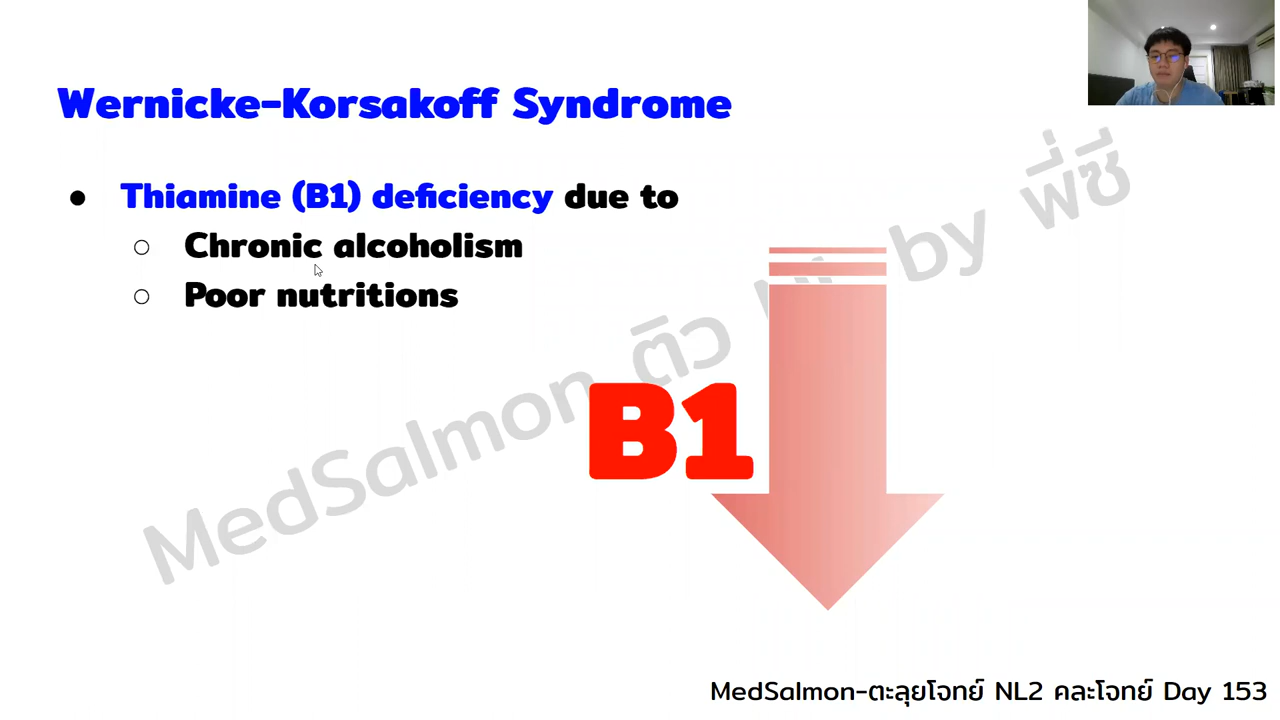 Wernicke-Korsakoff Syndrome
● Thiamine (B1) deficiency due to
○ Chronic alcoholism
○ Poor nutritions
B1
MedSalmon ติว by พี่ซี
MedSalmon-ตะลุยโจทย์ NL2 คละโจทย์ Day 153